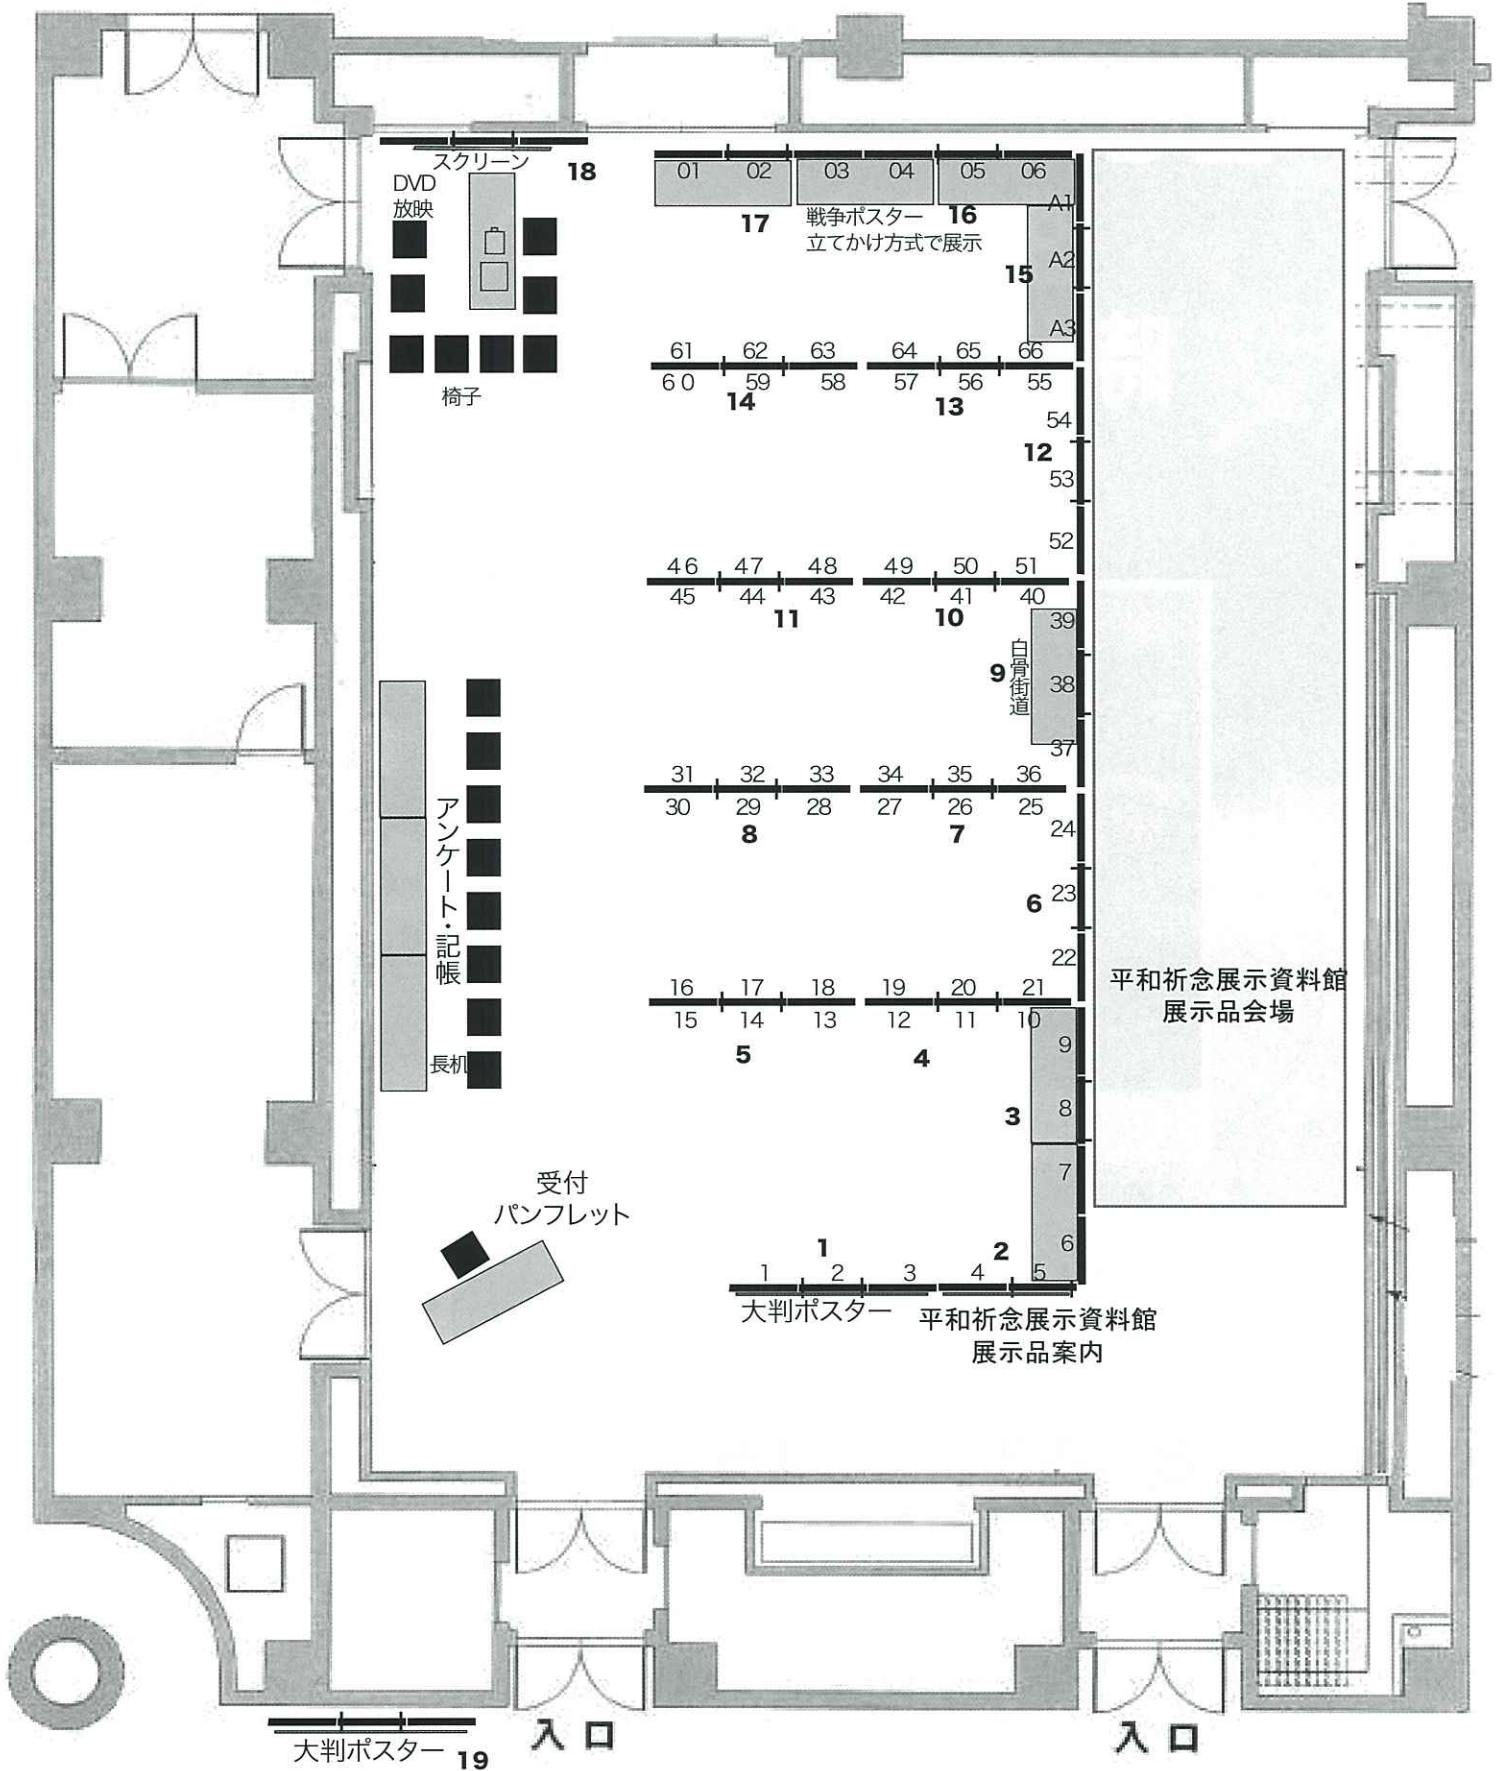 スクリーン
18
DVD
放映
椅子
01 02 03 04 05 06
17
戦争ポスター
立てかけ方式で展示
16
A1
15
A2
A3
61 62 63 64 65 66
60 59 58 57 56 55
14
13
54
12
53
52
46 47 48 49 50 51
45 44 43 42 41 40
11
10
39
9
白骨街道
38
37
31 32 33 34 35 36
30 29 28 27 26 25
8
7
24
6
23
22
16 17 18 19 20 21
15 14 13 12 11 10
5
4
9
3
8
7
6
アンケート・記帳
長机
平和祈念展示資料館
展示品会場
受付
パンフレット
1
2
1 2 3 4 5
大判ポスター
平和祈念展示資料館
展示品案内
入口
入口
大判ポスター
19